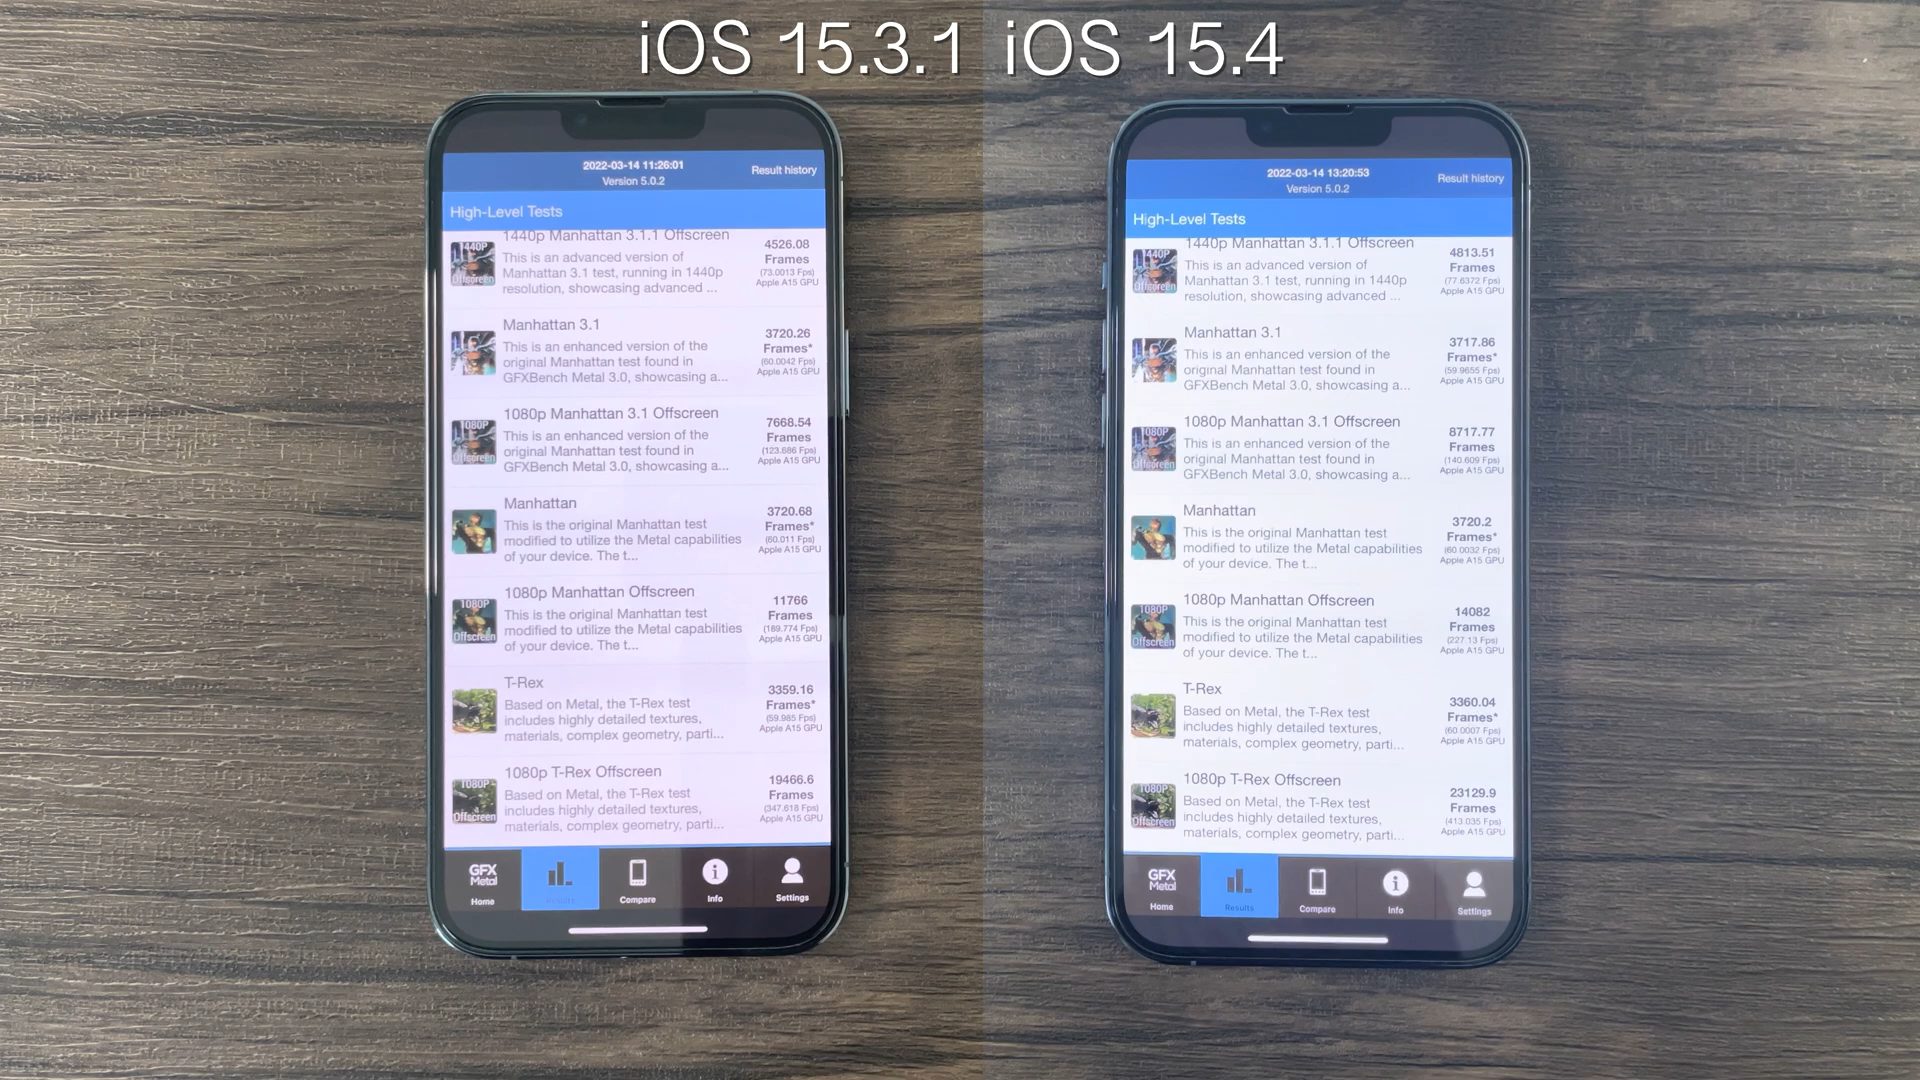 iOS 15.3.1
iOS 15.4
2022-03-14 11:26:01
Version 5.0.2
Result history
High-Level Tests
1440P
Offscreen
1440p Manhattan 3.1.1 Offscreen
This is an advanced version of
Manhattan 3.1 test, running in 1440p
resolution, showcasing advanced ...
4526.08
Frames
(73.0013 Fps)
Apple A15 GPU
Manhattan 3.1
This is an enhanced version of the
original Manhattan test found in
GFXBench Metal 3.0, showcasing a...
3720.26
Frames*
(60.0042 Fps)
Apple A15 GPU
1080P
Offscreen
1080p Manhattan 3.1 Offscreen
This is an enhanced version of the
original Manhattan test found in
GFXBench Metal 3.0, showcasing a...
7668.54
Frames
(123.686 Fps)
Apple A15 GPU
Manhattan
This is the original Manhattan test
modified to utilize the Metal capabilities
of your device. The t...
3720.68
Frames*
(60.011 Fps)
Apple A15 GPU
1080P
Offscreen
1080p Manhattan Offscreen
This is the original Manhattan test
modified to utilize the Metal capabilities
of your device. The t...
11766
Frames
(189.774 Fps)
Apple A15 GPU
T-Rex
Based on Metal, the T-Rex test
includes highly detailed textures,
materials, complex geometry, parti...
3359.16
Frames*
(59.985 Fps)
Apple A15 GPU
1080P
Offscreen
1080p T-Rex Offscreen
Based on Metal, the T-Rex test
includes highly detailed textures,
materials, complex geometry, parti...
19466.6
Frames
(347.618 Fps)
Apple A15 GPU
GFX
Metal
Home
Results
Compare
Info
Settings
2022-03-14 13:20:53
Version 5.0.2
Result history
High-Level Tests
1440P
Offscreen
1440p Manhattan 3.1.1 Offscreen
This is an advanced version of
Manhattan 3.1 test, running in 1440p
resolution, showcasing advanced ...
4813.51
Frames
(77.6372 Fps)
Apple A15 GPU
Manhattan 3.1
This is an enhanced version of the
original Manhattan test found in
GFXBench Metal 3.0, showcasing a...
3717.86
Frames*
(59.9655 Fps)
Apple A15 GPU
1080P
Offscreen
1080p Manhattan 3.1 Offscreen
This is an enhanced version of the
original Manhattan test found in
GFXBench Metal 3.0, showcasing a...
8717.77
Frames
(140.609 Fps)
Apple A15 GPU
Manhattan
This is the original Manhattan test
modified to utilize the Metal capabilities
of your device. The t...
3720.2
Frames*
(60.0032 Fps)
Apple A15 GPU
1080P
Offscreen
1080p Manhattan Offscreen
This is the original Manhattan test
modified to utilize the Metal capabilities
of your device. The t...
14082
Frames
(227.13 Fps)
Apple A15 GPU
T-Rex
Based on Metal, the T-Rex test
includes highly detailed textures,
materials, complex geometry, parti...
3360.04
Frames*
(60.0007 Fps)
Apple A15 GPU
1080P
Offscreen
1080p T-Rex Offscreen
Based on Metal, the T-Rex test
includes highly detailed textures,
materials, complex geometry, parti...
23129.9
Frames
(413.035 Fps)
Apple A15 GPU
GFX
Metal
Home
Results
Compare
Info
Settings